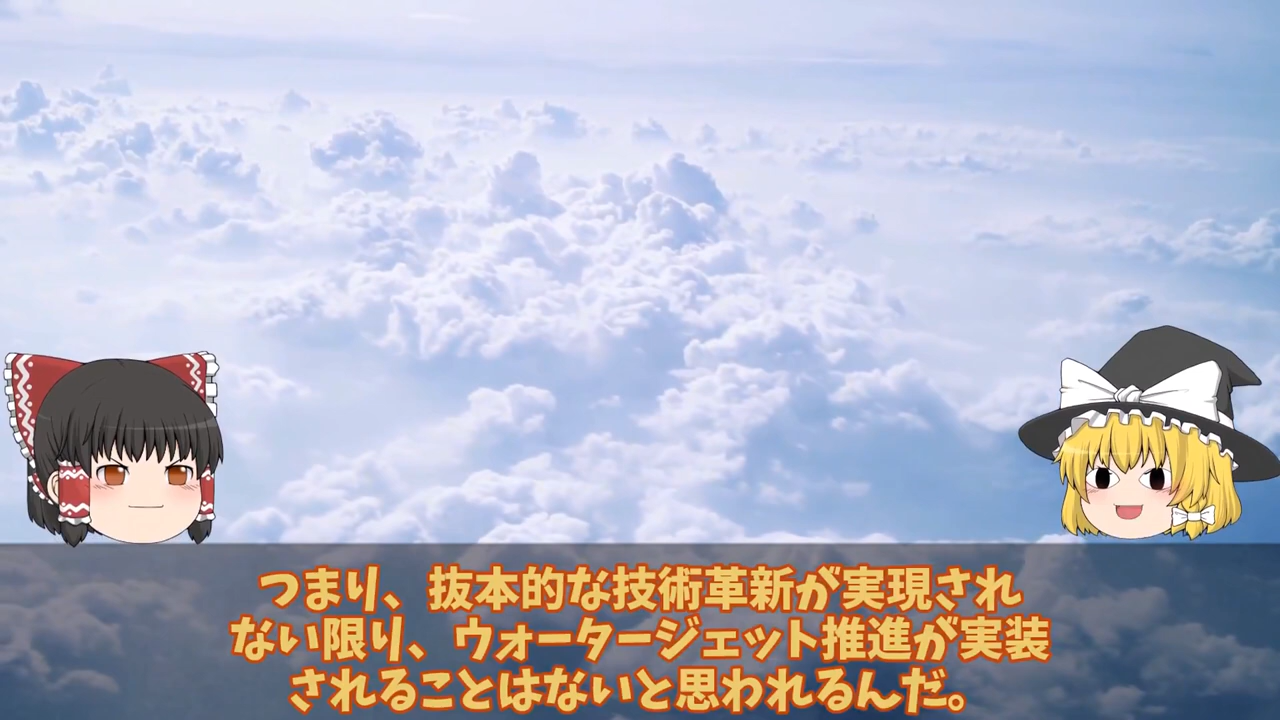 つまり、抜本的な技術革新が実現され
ない限り、ウォータージェット推進が実装
されることはないと思われるんだ。